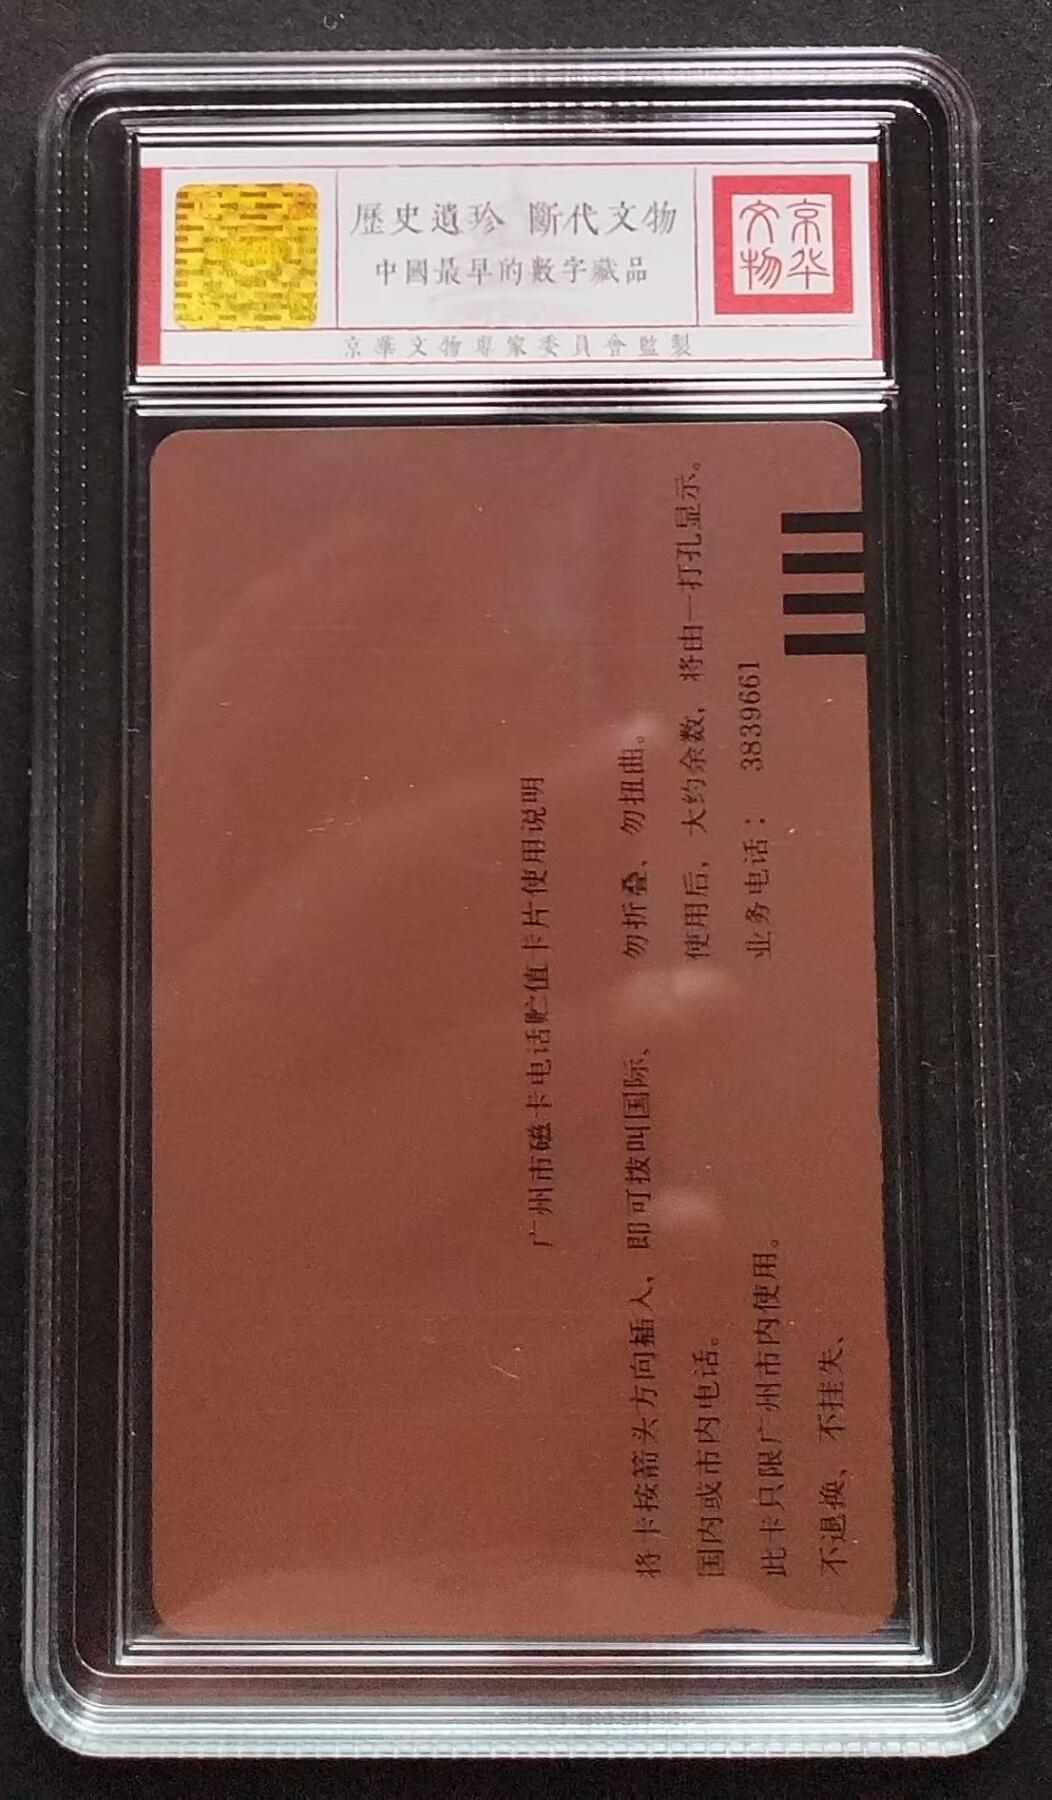 歷史遺珍 斷代文物
中國最早的數字藏品
京华文物
京華文物專家委員會監製
广州市磁卡电话贮值卡片使用说明
将卡按箭头方向插入，即可拨叫国际、
国内或市内电话。
此卡只限广州市内使用。
不退换、不挂失、
勿折叠、勿扭曲。
使用后，大约余数，将由一打孔显示。
业务电话：3839661